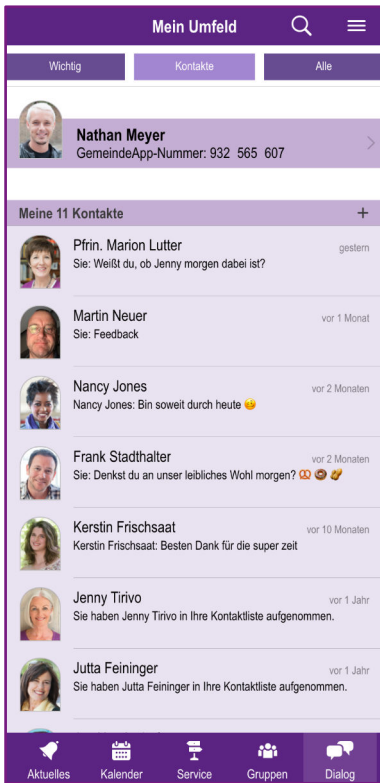 Mein Umfeld
Wichtig
Kontakte
Alle
Nathan Meyer
GemeindeApp-Nummer: 932 565 607
Meine 11 Kontakte +
Pfrin. Marion Lutter
gestern
Sie: Weißt du, ob Jenny morgen dabei ist?
Martin Neuer
vor 1 Monat
Sie: Feedback
Nancy Jones
vor 2 Monaten
Nancy Jones: Bin soweit durch heute 😊
Frank Stadthalter
vor 2 Monaten
Sie: Denkst du an unser leibliches Wohl morgen? 🥨 🍩 🥖
Kerstin Frischsaat
vor 10 Monaten
Kerstin Frischsaat: Besten Dank für die super zeit
Jenny Tirivo
vor 1 Jahr
Sie haben Jenny Tirivo in Ihre Kontaktliste aufgenommen.
Jutta Feininger
vor 1 Jahr
Sie haben Jutta Feininger in Ihre Kontaktliste aufgenommen.
Aktuelles
Kalender
Service
Gruppen
Dialog